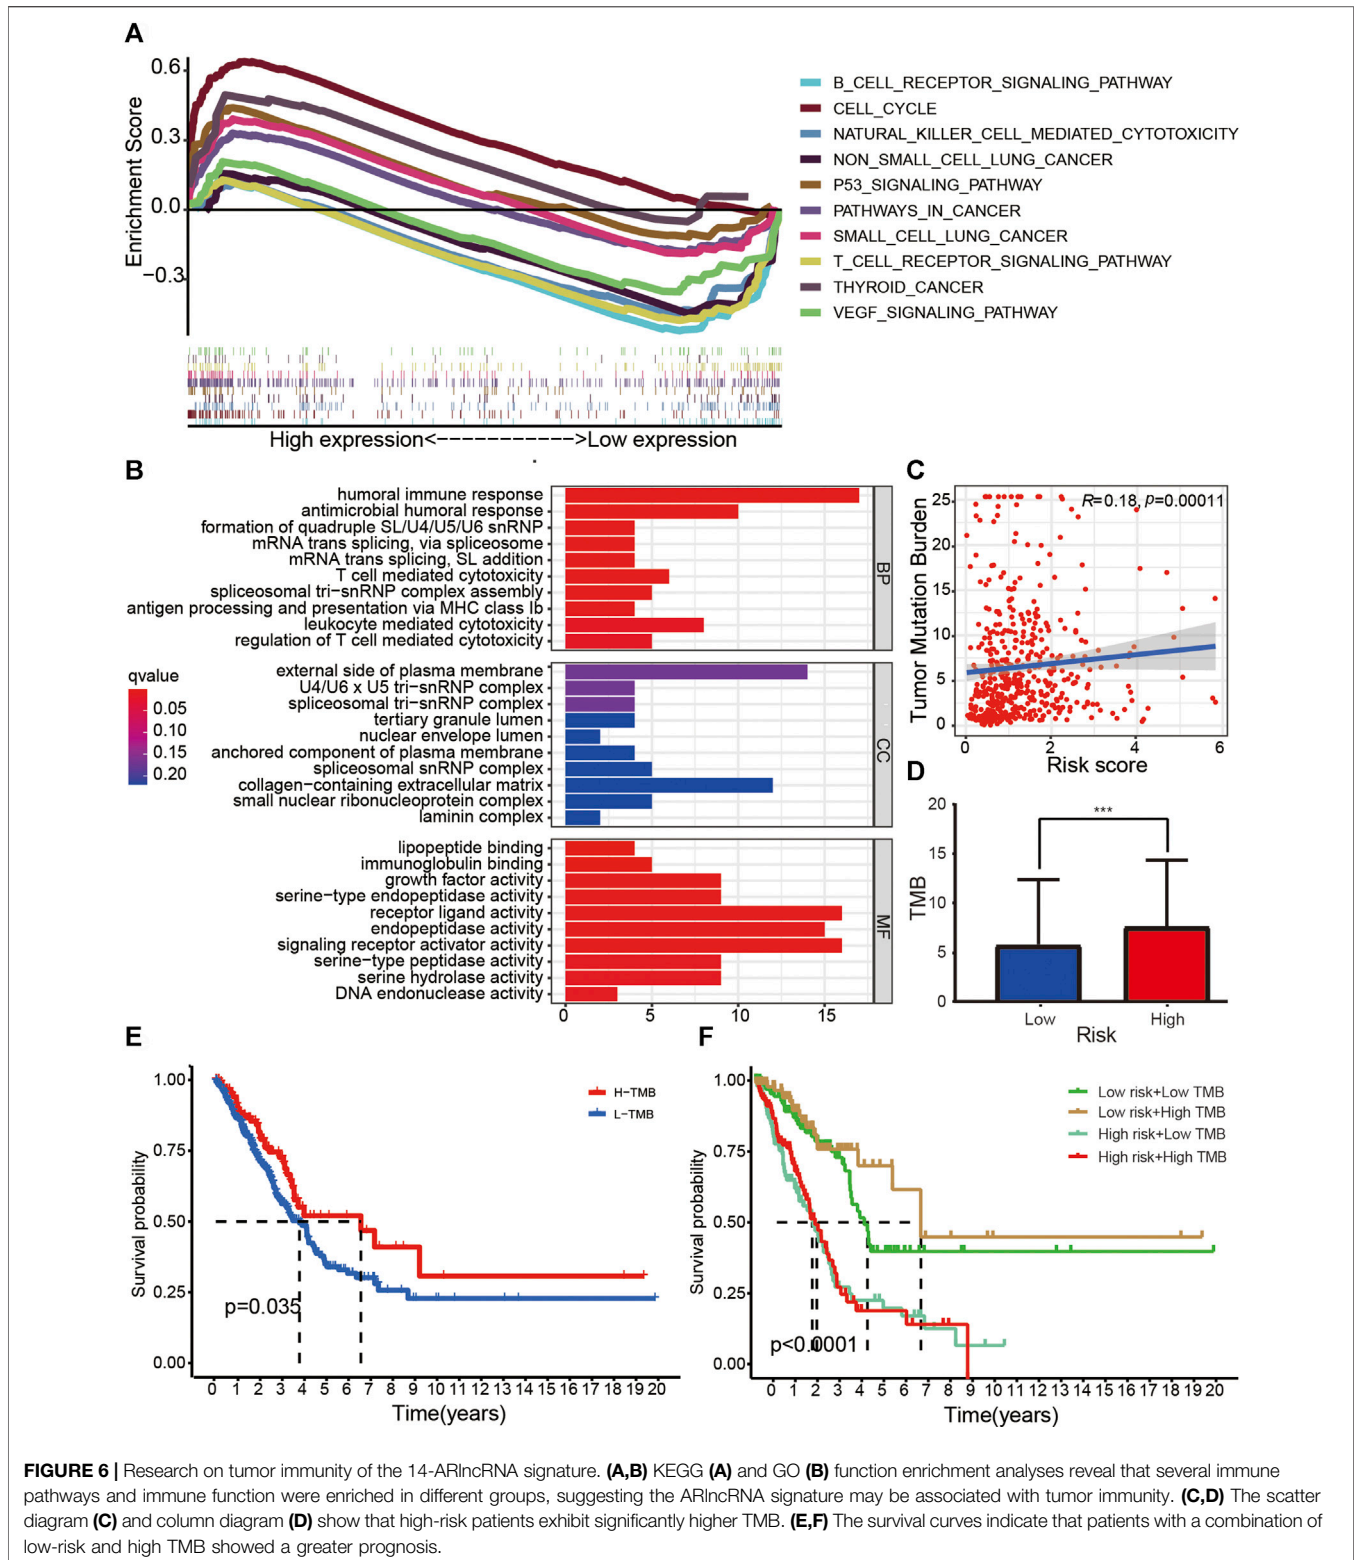 A
0.6
0.3
0.0
−0.3
Enrichment Score
B_CELL_RECEPTOR_SIGNALING_PATHWAY
CELL_CYCLE
NATURAL_KILLER_CELL_MEDIATED_CYTOTOXICITY
NON_SMALL_CELL_LUNG_CANCER
P53_SIGNALING_PATHWAY
PATHWAYS_IN_CANCER
SMALL_CELL_LUNG_CANCER
T_CELL_RECEPTOR_SIGNALING_PATHWAY
THYROID_CANCER
VEGF_SIGNALING_PATHWAY
High expression<----------->Low expression
B
humoral immune response
antimicrobial humoral response
formation of quadruple SL/U4/U5/U6 snRNP
mRNA trans splicing, via spliceosome
mRNA trans splicing, SL addition
T cell mediated cytotoxicity
spliceosomal tri−snRNP complex assembly
antigen processing and presentation via MHC class Ib
leukocyte mediated cytotoxicity
regulation of T cell mediated cytotoxicity
BP
external side of plasma membrane
U4/U6 x U5 tri−snRNP complex
spliceosomal tri−snRNP complex
tertiary granule lumen
nuclear envelope lumen
anchored component of plasma membrane
spliceosomal snRNP complex
collagen-containing extracellular matrix
small nuclear ribonucleoprotein complex
laminin complex
CC
lipopeptide binding
immunoglobulin binding
growth factor activity
serine−type endopeptidase activity
receptor ligand activity
endopeptidase activity
signaling receptor activator activity
serine−type peptidase activity
serine hydrolase activity
DNA endonuclease activity
MF
0 5 10 15
qvalue
0.05
0.10
0.15
0.20
C
R=0.18, p=0.00011
25
20
15
10
5
0
Tumor Mutation Burden
0 2 4 6
Risk score
D
20
15
10
5
0
TMB
***
Low High
Risk
E
1.00
0.75
0.50
0.25
0.00
Survival probability
H−TMB
L−TMB
p=0.035
0 1 2 3 4 5 6 7 8 9 10 11 12 13 14 15 16 17 18 19 20
Time(years)
F
1.00
0.75
0.50
0.25
0.00
Survival probability
Low risk+Low TMB
Low risk+High TMB
High risk+Low TMB
High risk+High TMB
p<0.0001
0 1 2 3 4 5 6 7 8 9 10 11 12 13 14 15 16 17 18 19 20
Time(years)
FIGURE 6 | Research on tumor immunity of the 14-ARlncRNA signature. (A,B) KEGG (A) and GO (B) function enrichment analyses reveal that several immune
pathways and immune function were enriched in different groups, suggesting the ARlncRNA signature may be associated with tumor immunity. (C,D) The scatter
diagram (C) and column diagram (D) show that high-risk patients exhibit significantly higher TMB. (E,F) The survival curves indicate that patients with a combination of
low-risk and high TMB showed a greater prognosis.